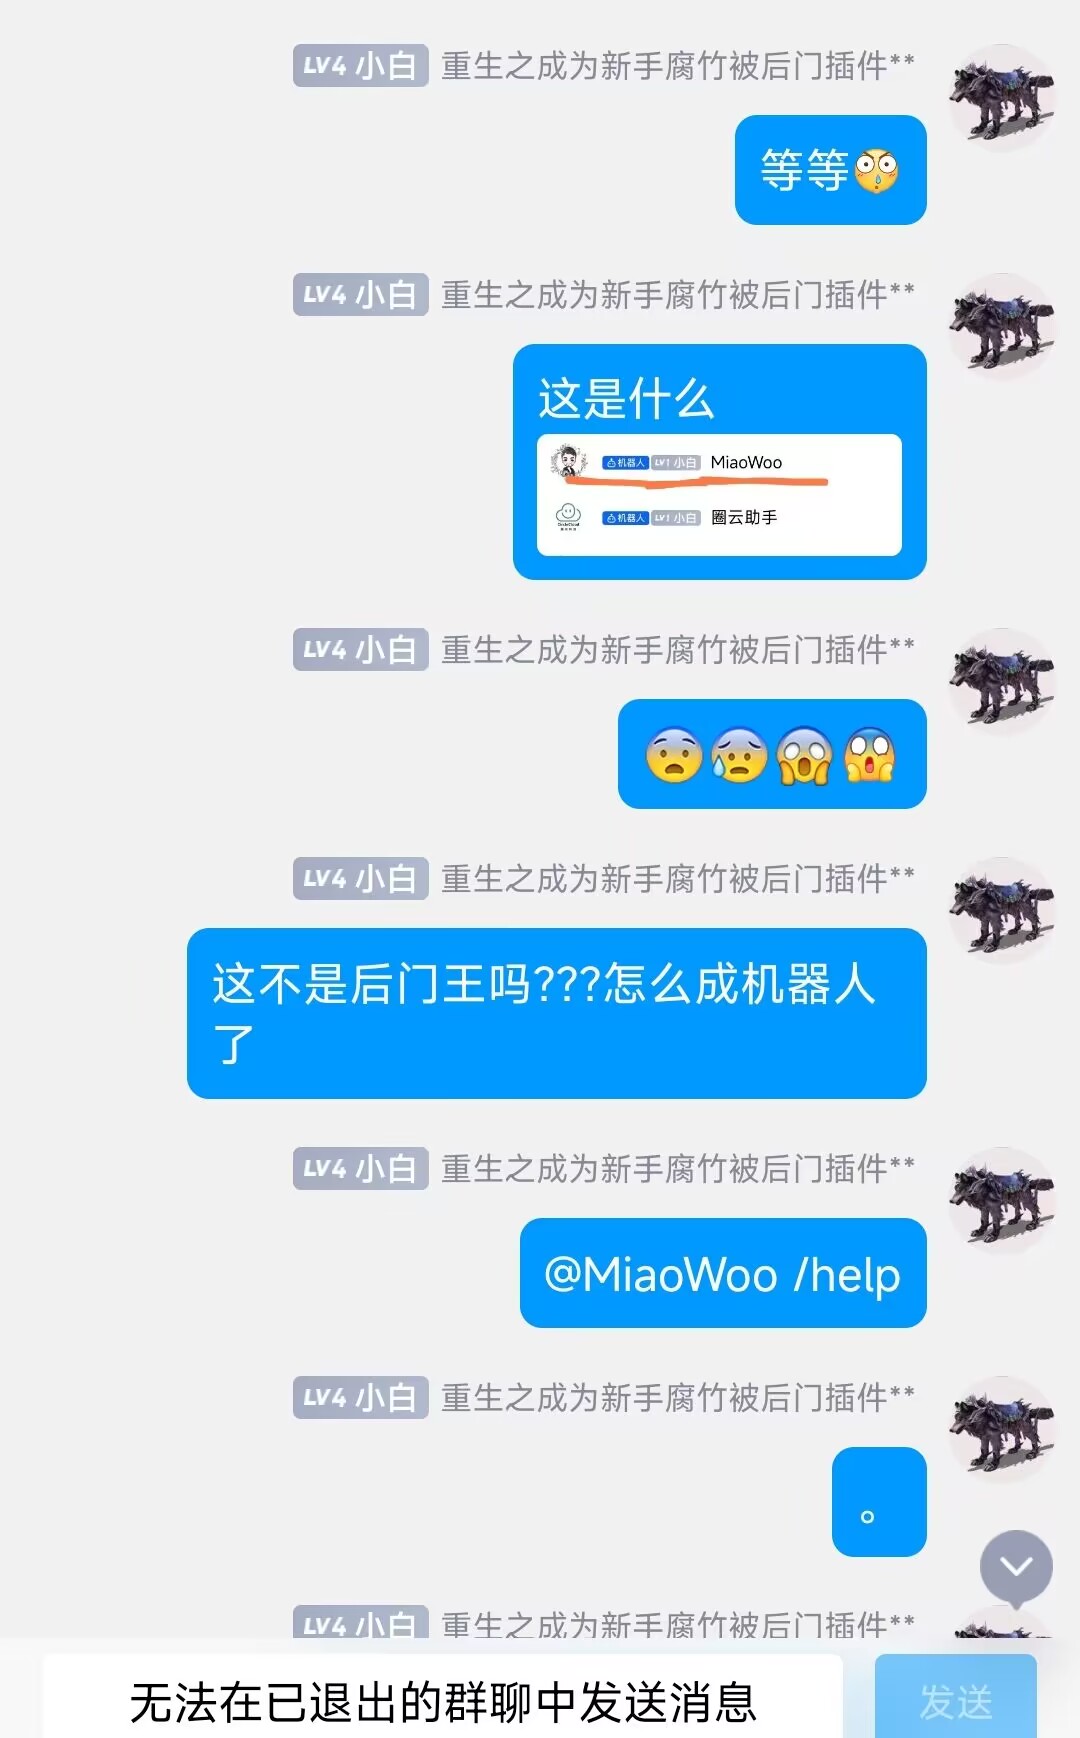 LV4 小白 重生之成为新手腐竹被后门插件**
等等
LV4 小白 重生之成为新手腐竹被后门插件**
这是什么
机器人 LV1 小白 MiaoWoo
机器人 LV1 小白 圈云助手
LV4 小白 重生之成为新手腐竹被后门插件**
LV4 小白 重生之成为新手腐竹被后门插件**
这不是后门王吗???怎么成机器人
了
LV4 小白 重生之成为新手腐竹被后门插件**
@MiaoWoo /help
LV4 小白 重生之成为新手腐竹被后门插件**
。
LV4 小白 重生之成为新手腐竹被后门插件**
无法在已退出的群聊中发送消息
发送